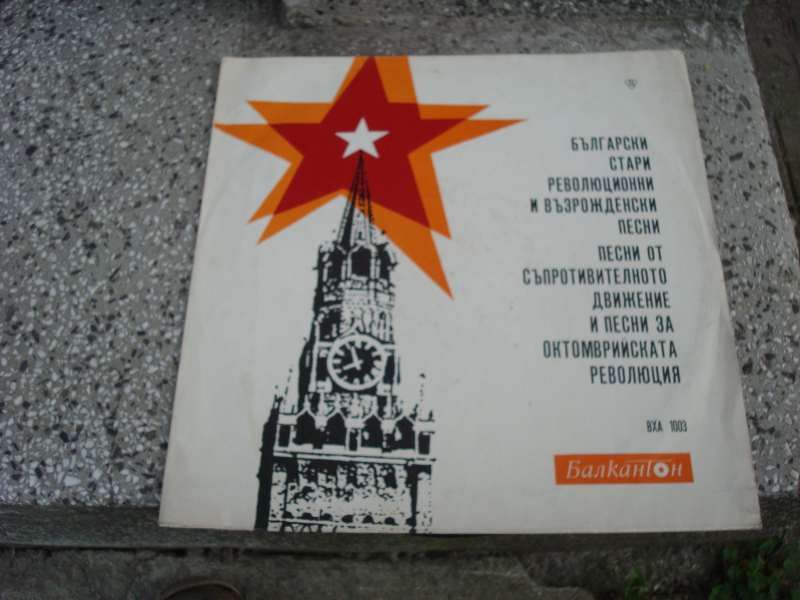 БЪЛГАРСКИ
СТАРИ
РЕВОЛЮЦИОННИ
И ВЪЗРОЖДЕНСКИ
ПЕСНИ
ПЕСНИ ОТ
СЪПРОТИВИТЕЛНОТО
ДВИЖЕНИЕ
И ПЕСНИ ЗА
ОКТОМВРИЙСКАТА
РЕВОЛЮЦИЯ
ВХА 1003
Балкантон